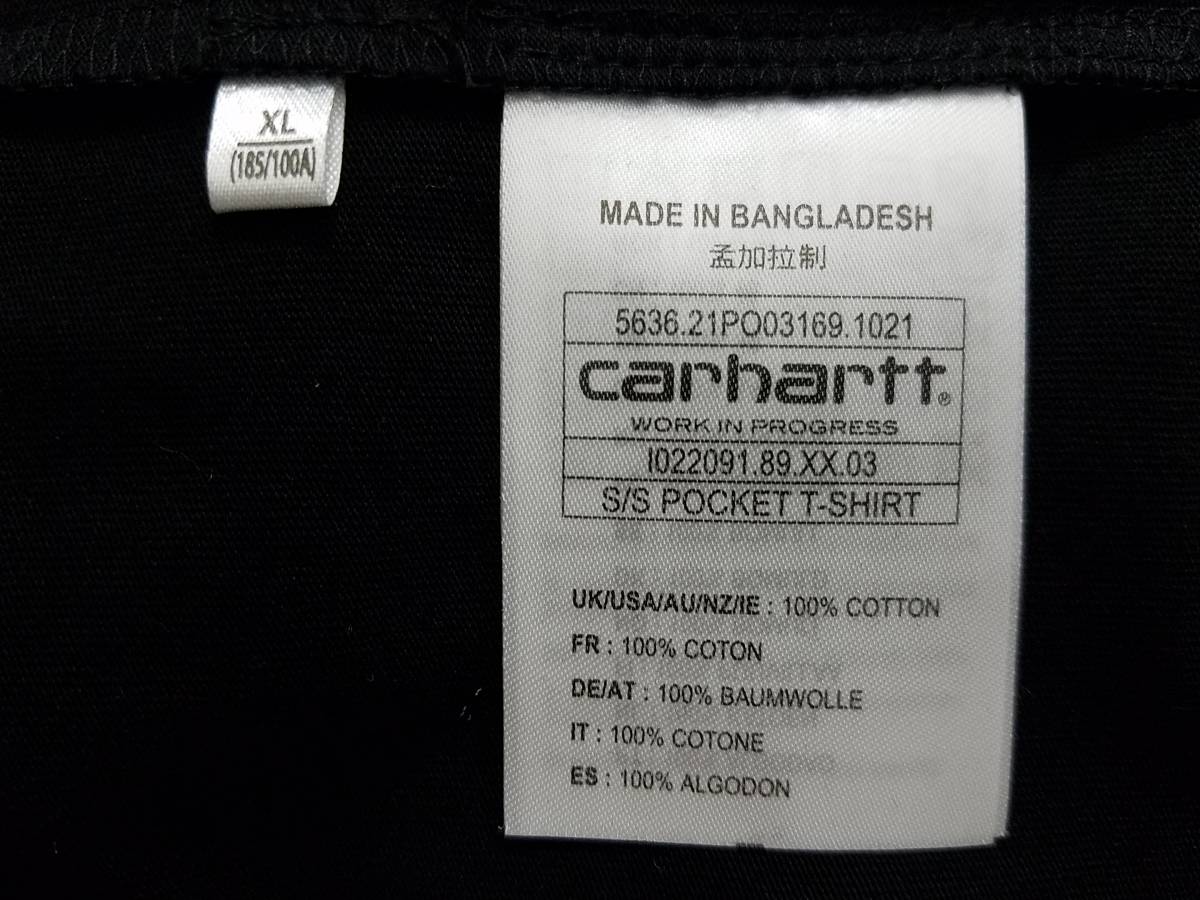 XL
(185/100A)
MADE IN BANGLADESH
孟加拉制
5636.21PO03169.1021
carhartt®
WORK IN PROGRESS
I022091.89.XX.03
S/S POCKET T-SHIRT
UK/USA/AU/NZ/IE : 100% COTTON
FR : 100% COTON
DE/AT : 100% BAUMWOLLE
IT : 100% COTONE
ES : 100% ALGODON